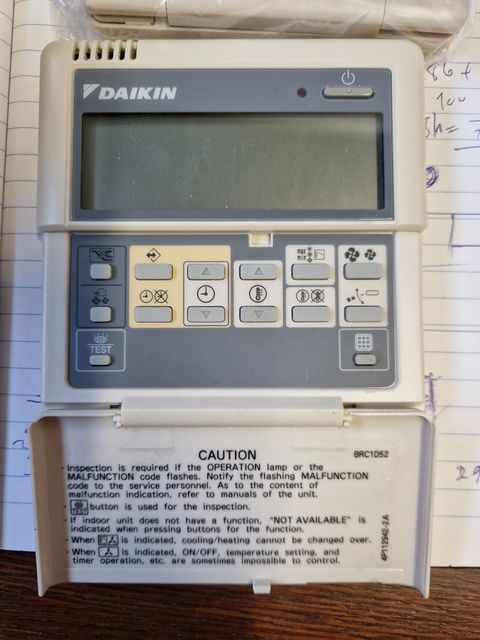 DAIKIN
86+
100
TEST
CAUTION
BRC1D52
· Inspection is required if the OPERATION lamp or the
MALFUNCTION code flashes. Notify the flashing MALFUNCTION
code to the service personnel. As to the content of
malfunction indication, refer to manuals of the unit.
· button is used for the inspection.
· If indoor unit does not have a function, "NOT AVAILABLE" is
indicated when pressing buttons for the function.
· When is indicated, cooling/heating cannot be changed over.
· When is indicated, ON/OFF, temperature setting, and
timer operation, etc. are sometimes impossible to control.
4P112942-2A